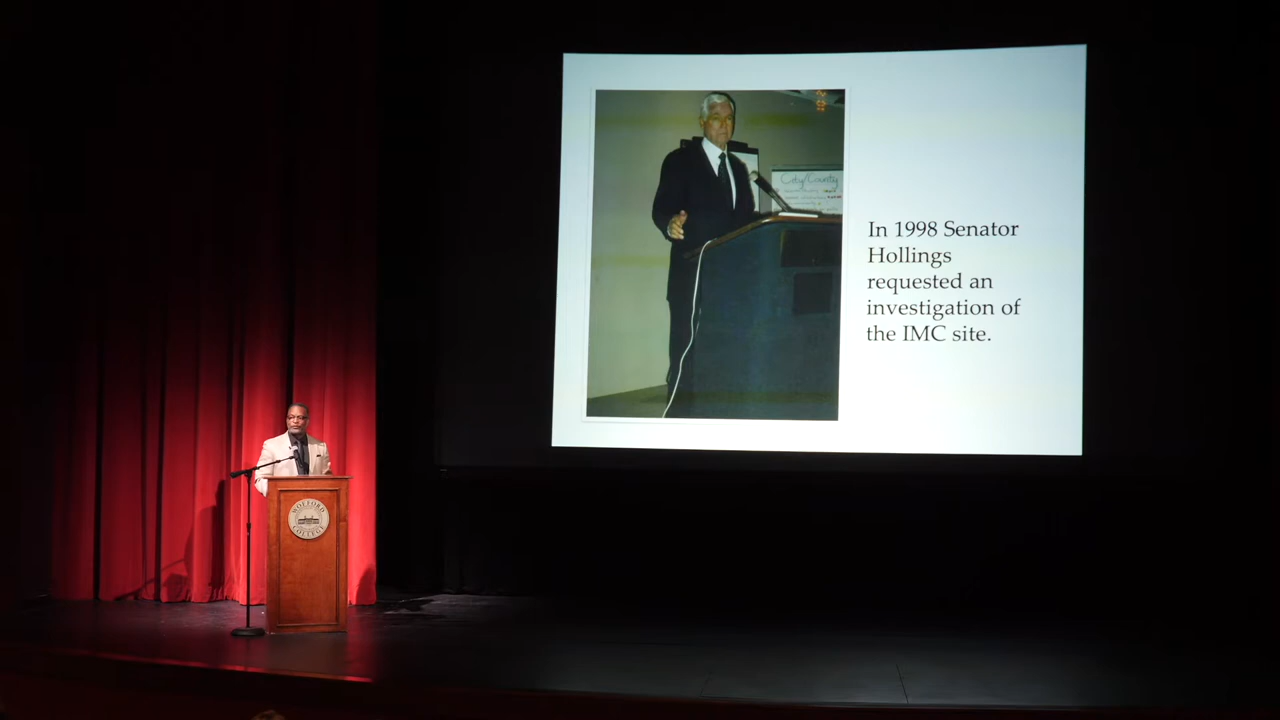 City/County
In 1998 Senator
Hollings
requested an
investigation of
the IMC site.
WOFFORD
COLLEGE